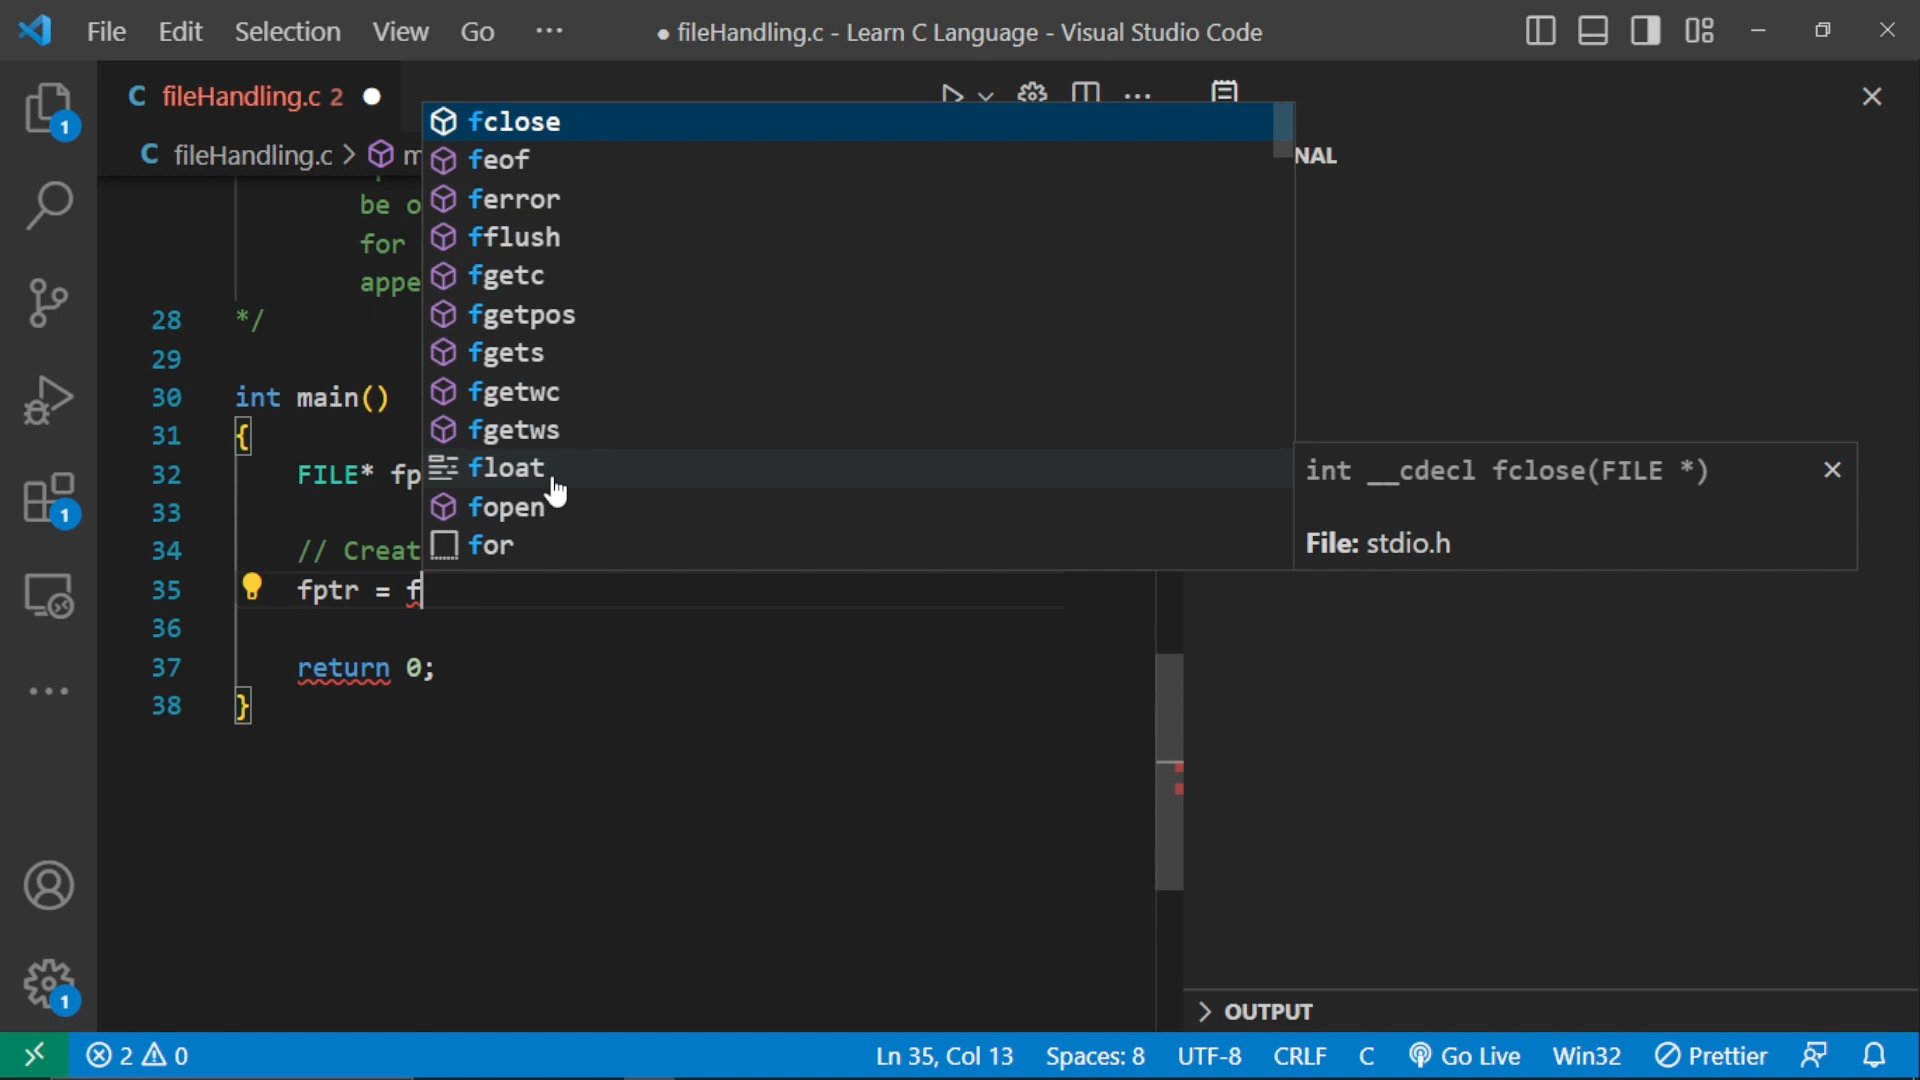 File Edit Selection View Go ··· ● fileHandling.c - Learn C Language - Visual Studio Code
C fileHandling.c 2 ●
C fileHandling.c >
NAL
be o
for
appe
fclose
feof
ferror
fflush
fgetc
fgetpos
fgets
fgetwc
fgetws
float
fopen
for
int __cdecl fclose(FILE *)
File: stdio.h
28 */
29
30 int main()
31 {
32 FILE* fp
33
34 // Creat
35 fptr = f
36
37 return 0;
38 }
1
1
1
> OUTPUT
2 0 Ln 35, Col 13 Spaces: 8 UTF-8 CRLF C Go Live Win32 Prettier